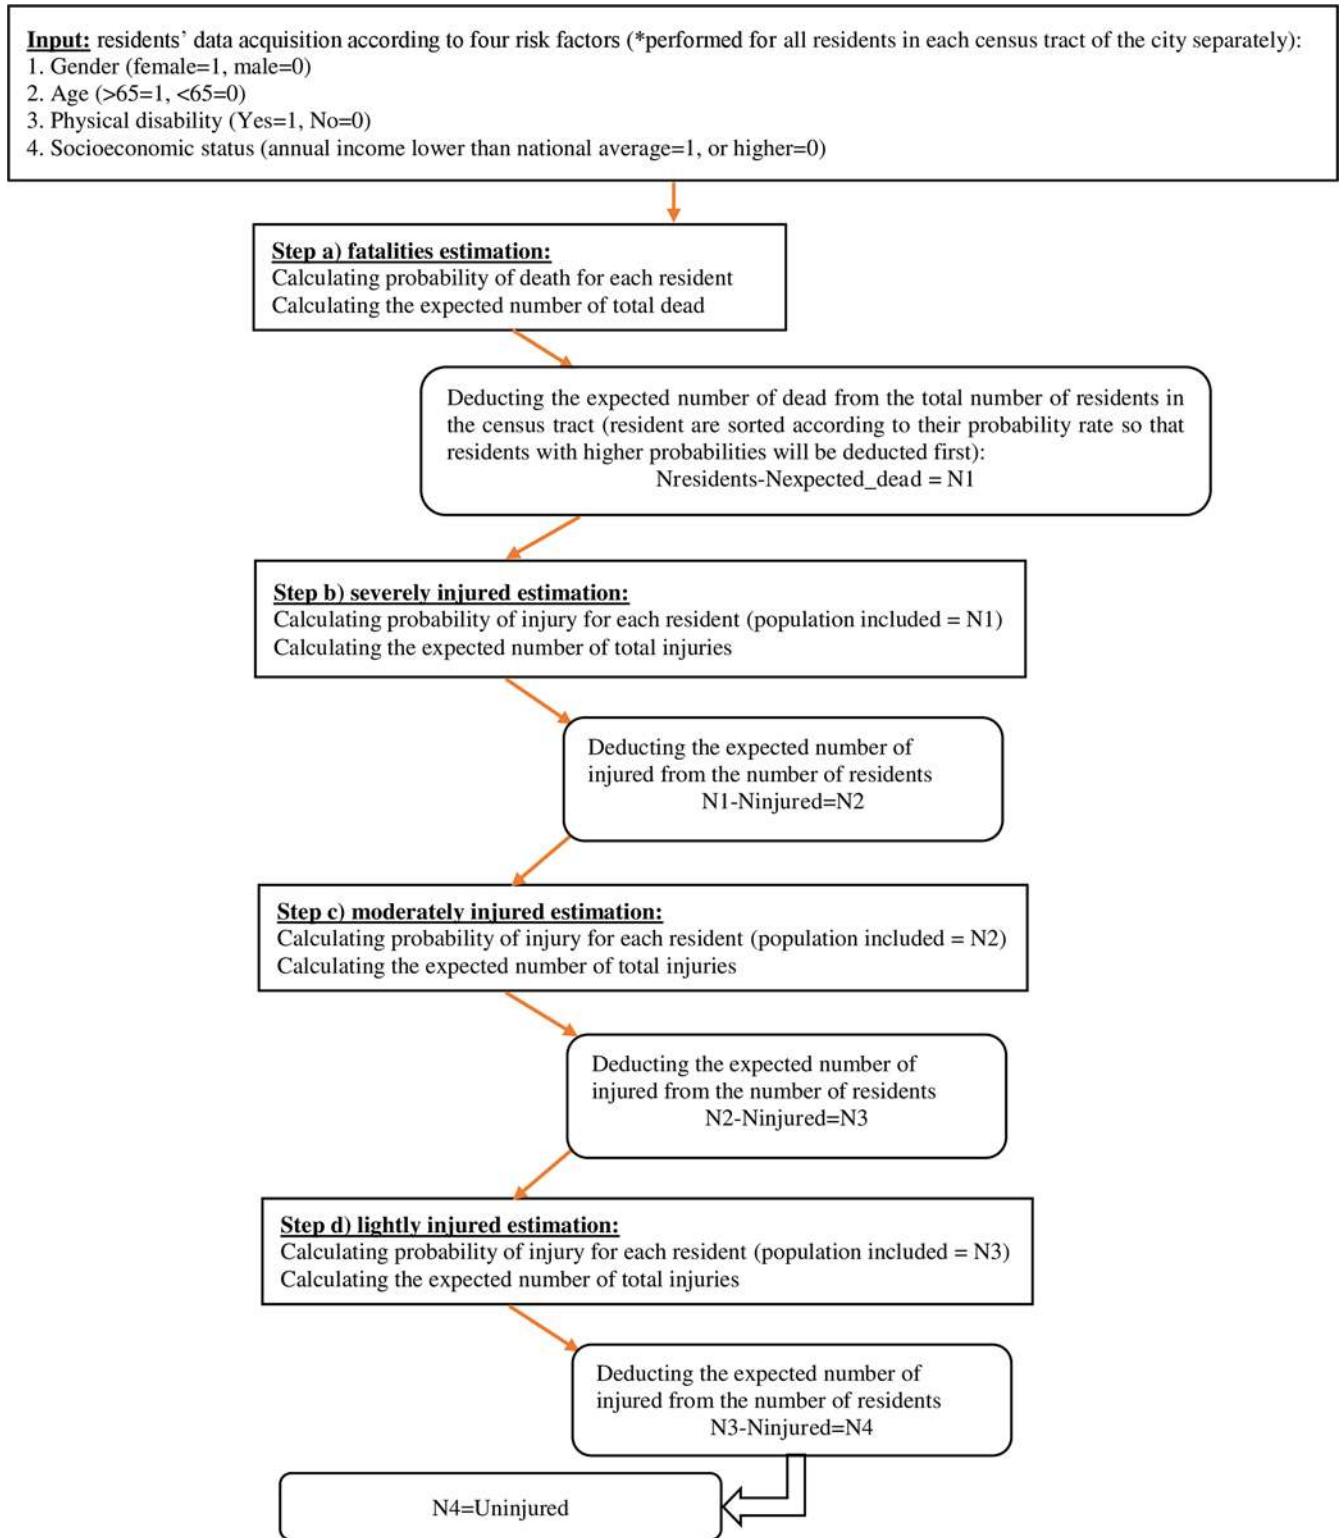 Input: residents’ data acquisition according to four risk factors (*performed for all residents in each census tract of the city separately):
1. Gender (female=1, male=0)
2. Age (>65=1, <65=0)
3. Physical disability (Yes=1, No=0)
4. Socioeconomic status (annual income lower than national average=1, or higher=0)
Step a) fatalities estimation:
Calculating probability of death for each resident
Calculating the expected number of total dead
Deducting the expected number of dead from the total number of residents in
the census tract (resident are sorted according to their probability rate so that
residents with higher probabilities will be deducted first):
Nresidents-Nexpected_dead = N1
Step b) severely injured estimation:
Calculating probability of injury for each resident (population included = N1)
Calculating the expected number of total injuries
Deducting the expected number of
injured from the number of residents
N1-Ninjured=N2
Step c) moderately injured estimation:
Calculating probability of injury for each resident (population included = N2)
Calculating the expected number of total injuries
Deducting the expected number of
injured from the number of residents
N2-Ninjured=N3
Step d) lightly injured estimation:
Calculating probability of injury for each resident (population included = N3)
Calculating the expected number of total injuries
Deducting the expected number of
injured from the number of residents
N3-Ninjured=N4
N4=Uninjured